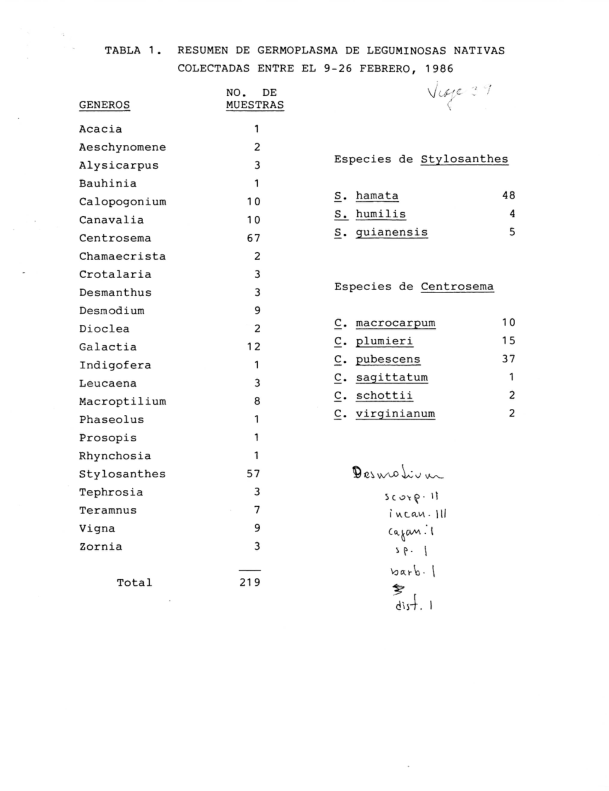 TABLA 1. RESUMEN DE GERMOPLASMA DE LEGUMINOSAS NATIVAS
COLECTADAS ENTRE EL 9-26 FEBRERO, 1986
GENEROS NO. DE MUESTRAS
Acacia 1
Aeschynomene 2
Alysicarpus 3
Bauhinia 1
Calopogonium 10
Canavalia 10
Centrosema 67
Chamaecrista 2
Crotalaria 3
Desmanthus 3
Desmodium 9
Dioclea 2
Galactia 12
Indigofera 1
Leucaena 3
Macroptilium 8
Phaseolus 1
Prosopis 1
Rhynchosia 1
Stylosanthes 57
Tephrosia 3
Teramnus 7
Vigna 9
Zornia 3
Total 219
Viaje
Especies de Stylosanthes
S. hamata 48
S. humilis 4
S. guianensis 5
Especies de Centrosema
C. macrocarpum 10
C. plumieri 15
C. pubescens 37
C. sagittatum 1
C. schottii 2
C. virginianum 2
Desmodium
scorp. II
incan. III
cajan. I
sp. I
barb. I
dist. I